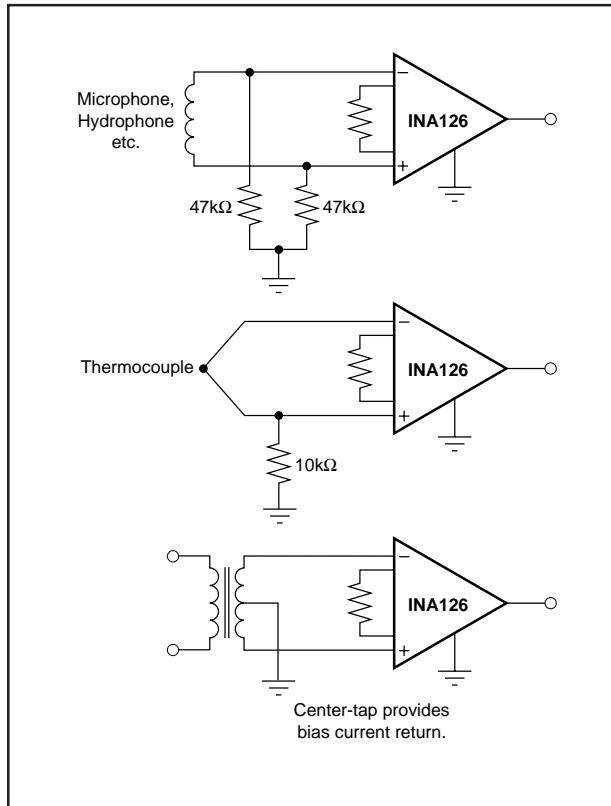 Microphone,
Hydrophone
etc.
−
INA126
+
47kΩ
47kΩ
Thermocouple
−
INA126
+
10kΩ
−
INA126
+
Center-tap provides
bias current return.